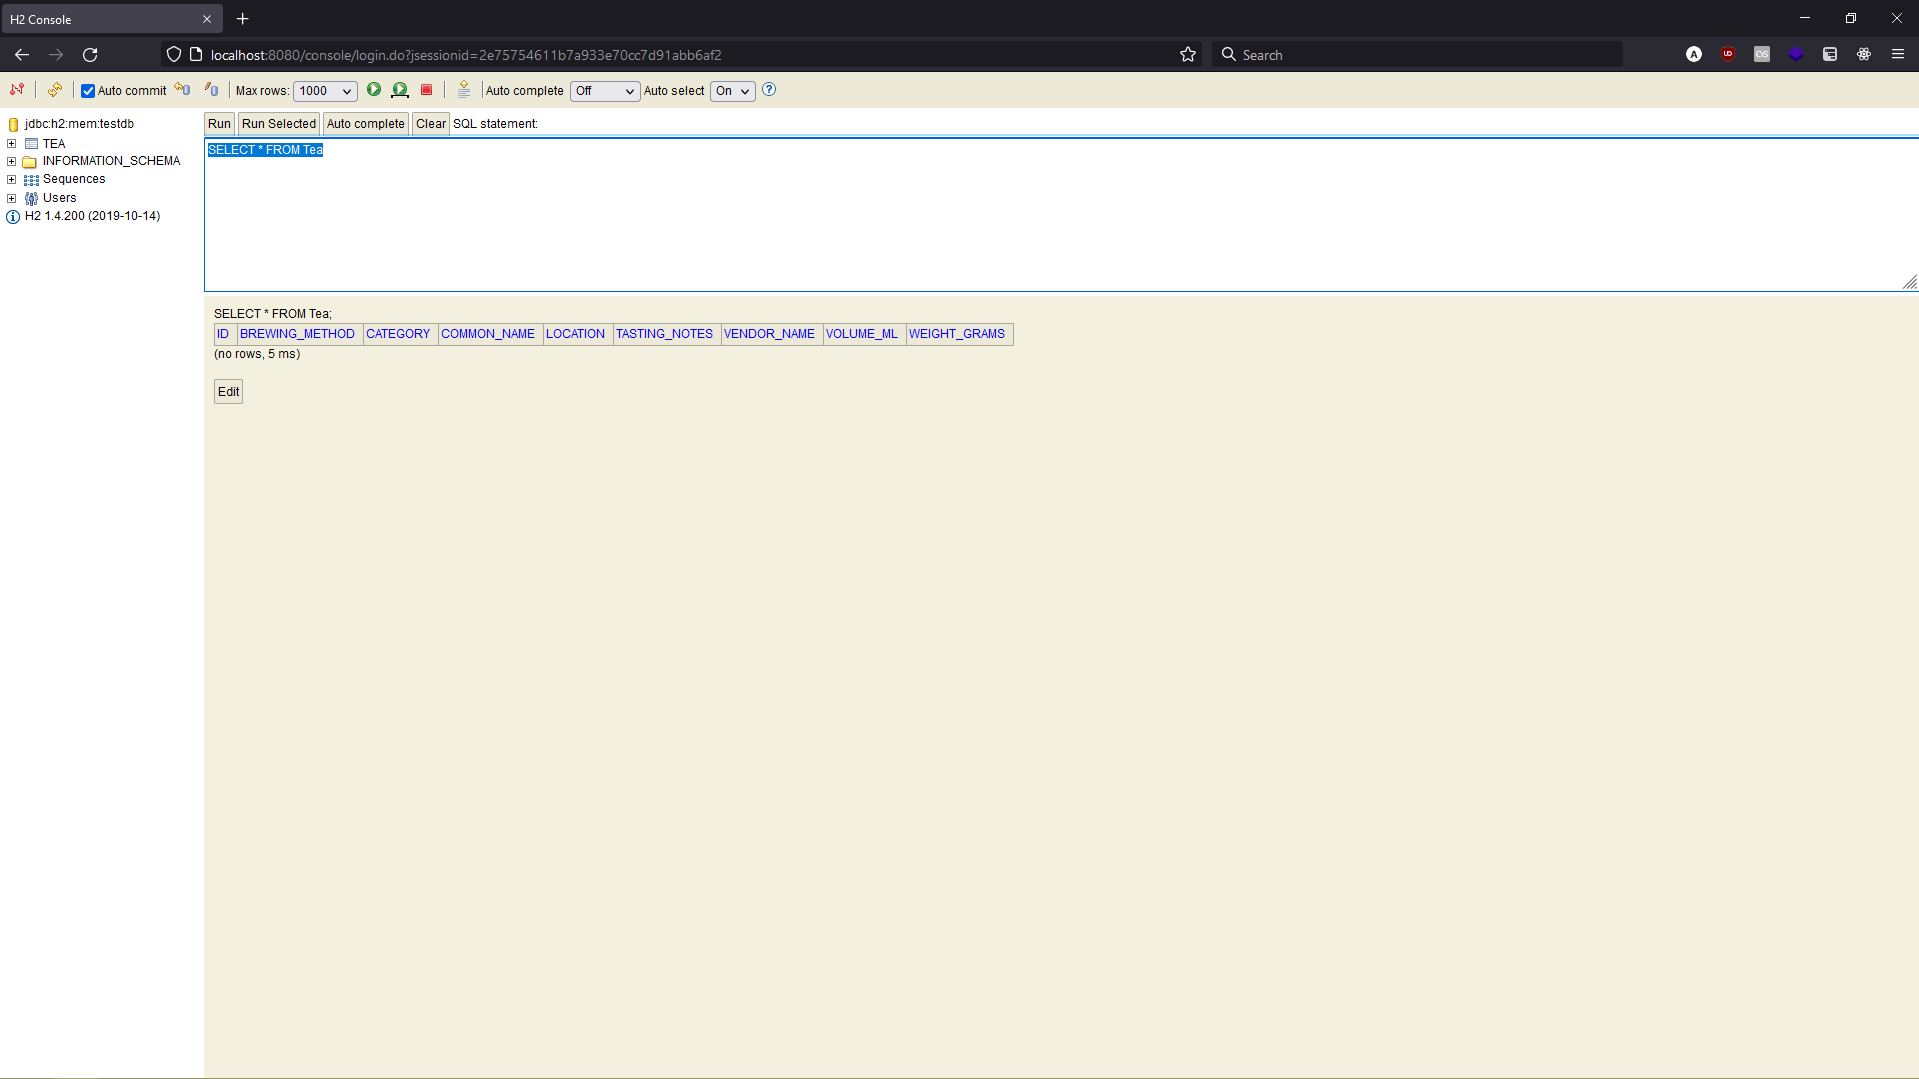 H2 Console
localhost:8080/console/login.do?jsessionid=2e75754611b7a933e70cc7d91abb6af2
Search
Auto commit
Max rows:
1000
Auto complete
Off
Auto select
On
jdbc:h2:mem:testdb
TEA
INFORMATION_SCHEMA
Sequences
Users
H2 1.4.200 (2019-10-14)
Run
Run Selected
Auto complete
Clear
SQL statement:
SELECT * FROM Tea
SELECT * FROM Tea;
ID BREWING_METHOD CATEGORY COMMON_NAME LOCATION TASTING_NOTES VENDOR_NAME VOLUME_ML WEIGHT_GRAMS
(no rows, 5 ms)
Edit